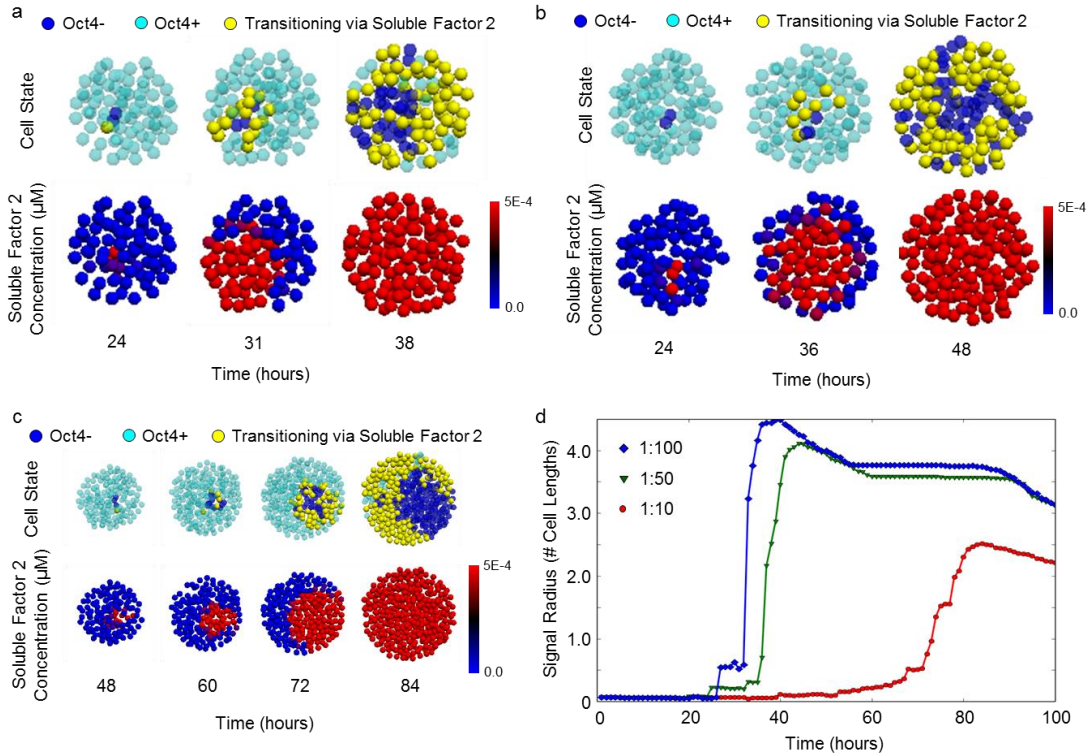 a
Oct4- Oct4+ Transitioning via Soluble Factor 2
Cell State
Soluble Factor 2
Concentration (µM)
5E-4
0.0
24 31 38
Time (hours)
b
Oct4- Oct4+ Transitioning via Soluble Factor 2
Cell State
Soluble Factor 2
Concentration (µM)
5E-4
0.0
24 36 48
Time (hours)
c
Oct4- Oct4+ Transitioning via Soluble Factor 2
Cell State
Soluble Factor 2
Concentration (µM)
5E-4
0.0
48 60 72 84
Time (hours)
d
Signal Radius (# Cell Lengths)
4.0
3.0
2.0
1.0
0
1:100
1:50
1:10
0 20 40 60 80 100
Time (hours)